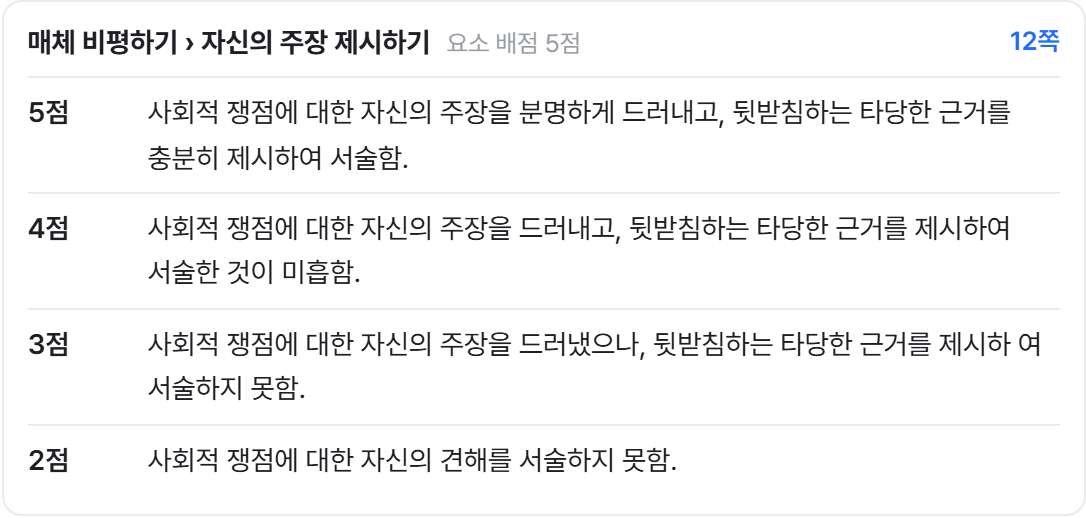 매체 비평하기 › 자신의 주장 제시하기 요소 배점 5점 12쪽
5점 사회적 쟁점에 대한 자신의 주장을 분명하게 드러내고, 뒷받침하는 타당한 근거를
충분히 제시하여 서술함.
4점 사회적 쟁점에 대한 자신의 주장을 드러내고, 뒷받침하는 타당한 근거를 제시하여
서술한 것이 미흡함.
3점 사회적 쟁점에 대한 자신의 주장을 드러냈으나, 뒷받침하는 타당한 근거를 제시하 여
서술하지 못함.
2점 사회적 쟁점에 대한 자신의 견해를 서술하지 못함.